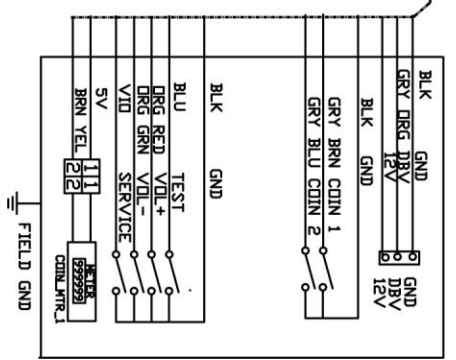 BLK GND
GRY ORG DBV
12V
GND
DBV
12V
BLK GND
GRY BRN COIN 1
GRY BLU COIN 2
BLK GND
BLU TEST
ORG RED VOL+
ORG GRN VOL-
VIO SERVICE
5V
BRN YEL
1 1
2 2
METER
999999
COIN_MTR_1
FIELD GND